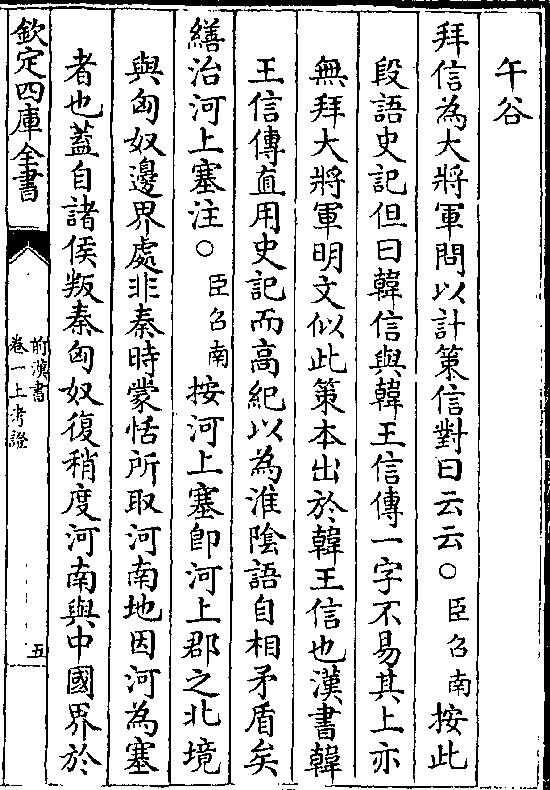 午谷
拜信為大將軍問以計策信對曰云云○臣召南按此
段語史記但曰韓信與韓王信傳一字不易其上亦
無拜大將軍明文似此策本出於韓王信也漢書韓
王信傳直用史記而高紀以為淮陰語自相矛盾矣
繕治河上塞注○臣召南按河上塞即河上郡之北境
與匈奴邊界處非秦時蒙恬所取河南地因河為塞
者也蓋自諸侯叛秦匈奴復稍度河南與中國界於
欽定四庫全書
前漢書
卷一上考證
五